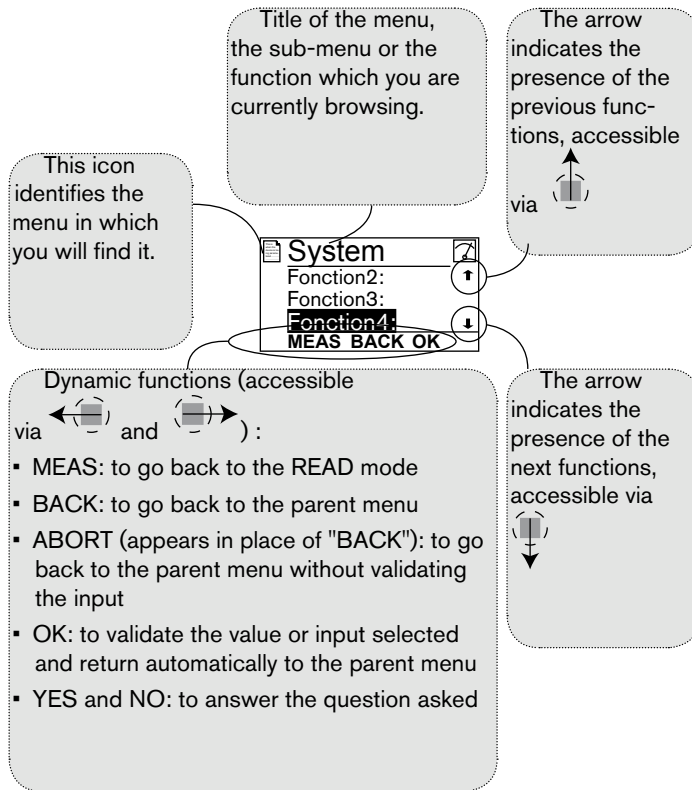 Title of the menu,
the sub-menu or the
function which you are
currently browsing.
The arrow
indicates the
presence of the
previous func-
tions, accessible
via
This icon
identifies the
menu in which
you will find it.
System
Fonction2:
Fonction3:
Fonction4:
MEAS BACK OK
Dynamic functions (accessible
via and ) :
▪ MEAS: to go back to the READ mode
▪ BACK: to go back to the parent menu
▪ ABORT (appears in place of "BACK"): to go
back to the parent menu without validating
the input
▪ OK: to validate the value or input selected
and return automatically to the parent menu
▪ YES and NO: to answer the question asked
The arrow
indicates the
presence of the
next functions,
accessible via